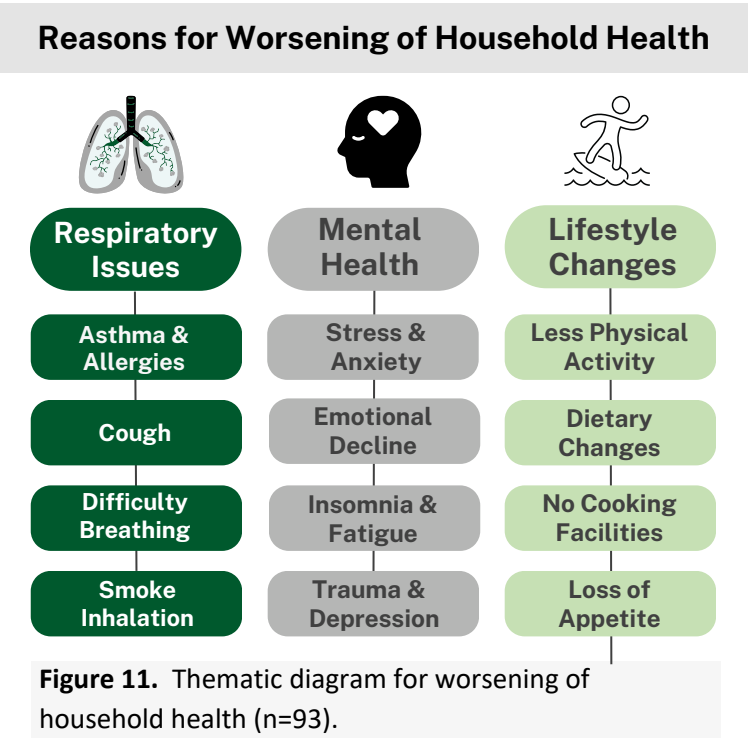 Reasons for Worsening of Household Health
Respiratory
Issues
Asthma &
Allergies
Cough
Difficulty
Breathing
Smoke
Inhalation
Mental
Health
Stress &
Anxiety
Emotional
Decline
Insomnia &
Fatigue
Trauma &
Depression
Lifestyle
Changes
Less Physical
Activity
Dietary
Changes
No Cooking
Facilities
Loss of
Appetite
Figure 11. Thematic diagram for worsening of
household health (n=93).